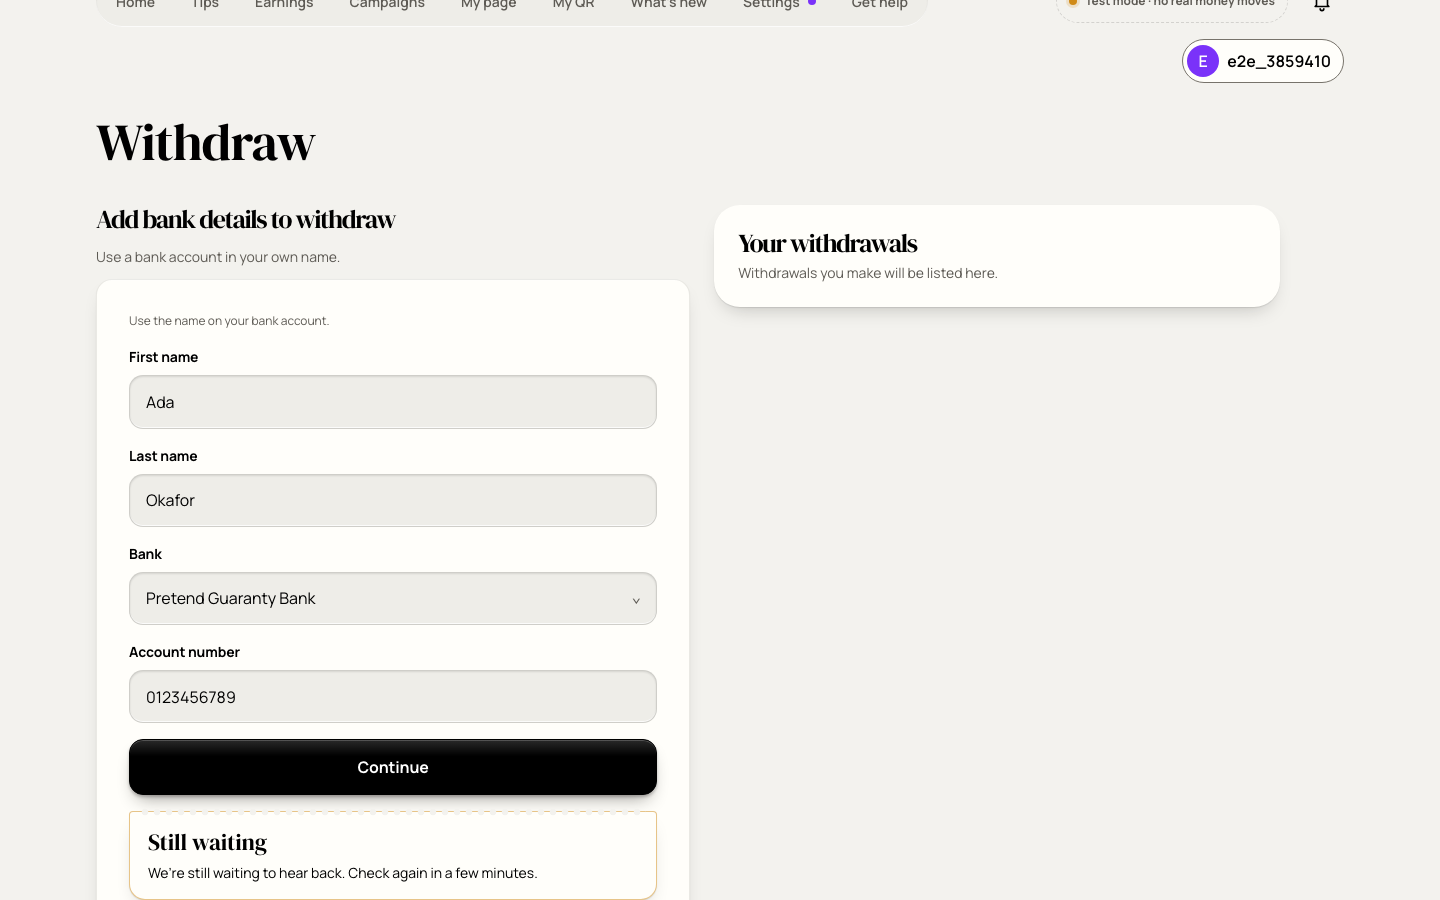 Home Tips Earnings Campaigns My page My QR What's new Settings Get help
Test mode · no real money moves
E e2e_3859410
Withdraw
Add bank details to withdraw
Use a bank account in your own name.
Use the name on your bank account.
First name
Ada
Last name
Okafor
Bank
Pretend Guaranty Bank
Account number
0123456789
Continue
Still waiting
We're still waiting to hear back. Check again in a few minutes.
Your withdrawals
Withdrawals you make will be listed here.